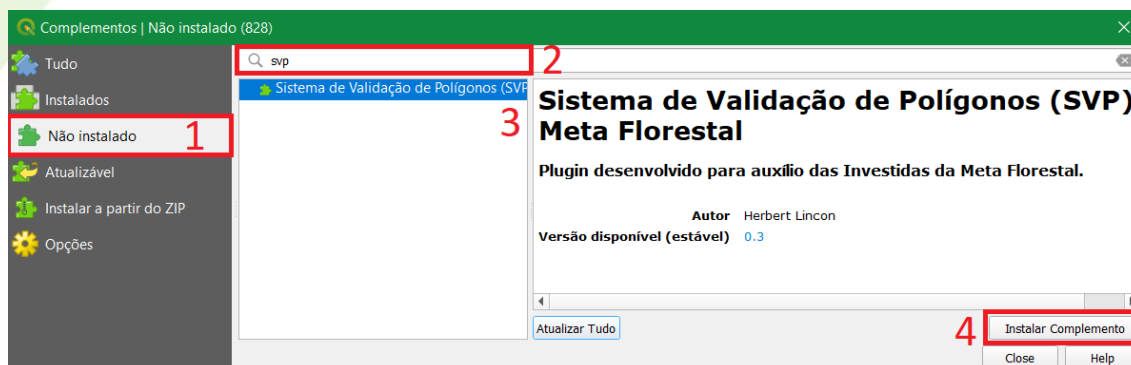 Complementos | Não instalado (828)
Tudo
Instalados
Não instalado
1
Atualizável
Instalar a partir do ZIP
Opções
svp
2
Sistema de Validação de Polígonos (SVP
3
Sistema de Validação de Polígonos (SVP)
Meta Florestal
Plugin desenvolvido para auxílio das Investidas da Meta Florestal.
Autor Herbert Lincon
Versão disponível (estável) 0.3
Atualizar Tudo
4
Instalar Complemento
Close
Help